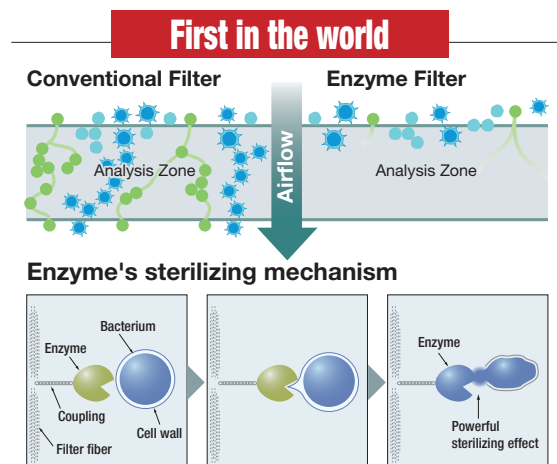 First in the world
Conventional Filter
Enzyme Filter
Analysis Zone
Airflow
Analysis Zone
Enzyme's sterilizing mechanism
Bacterium
Enzyme
Coupling
Cell wall
Filter fiber
Enzyme
Powerful
sterilizing effect